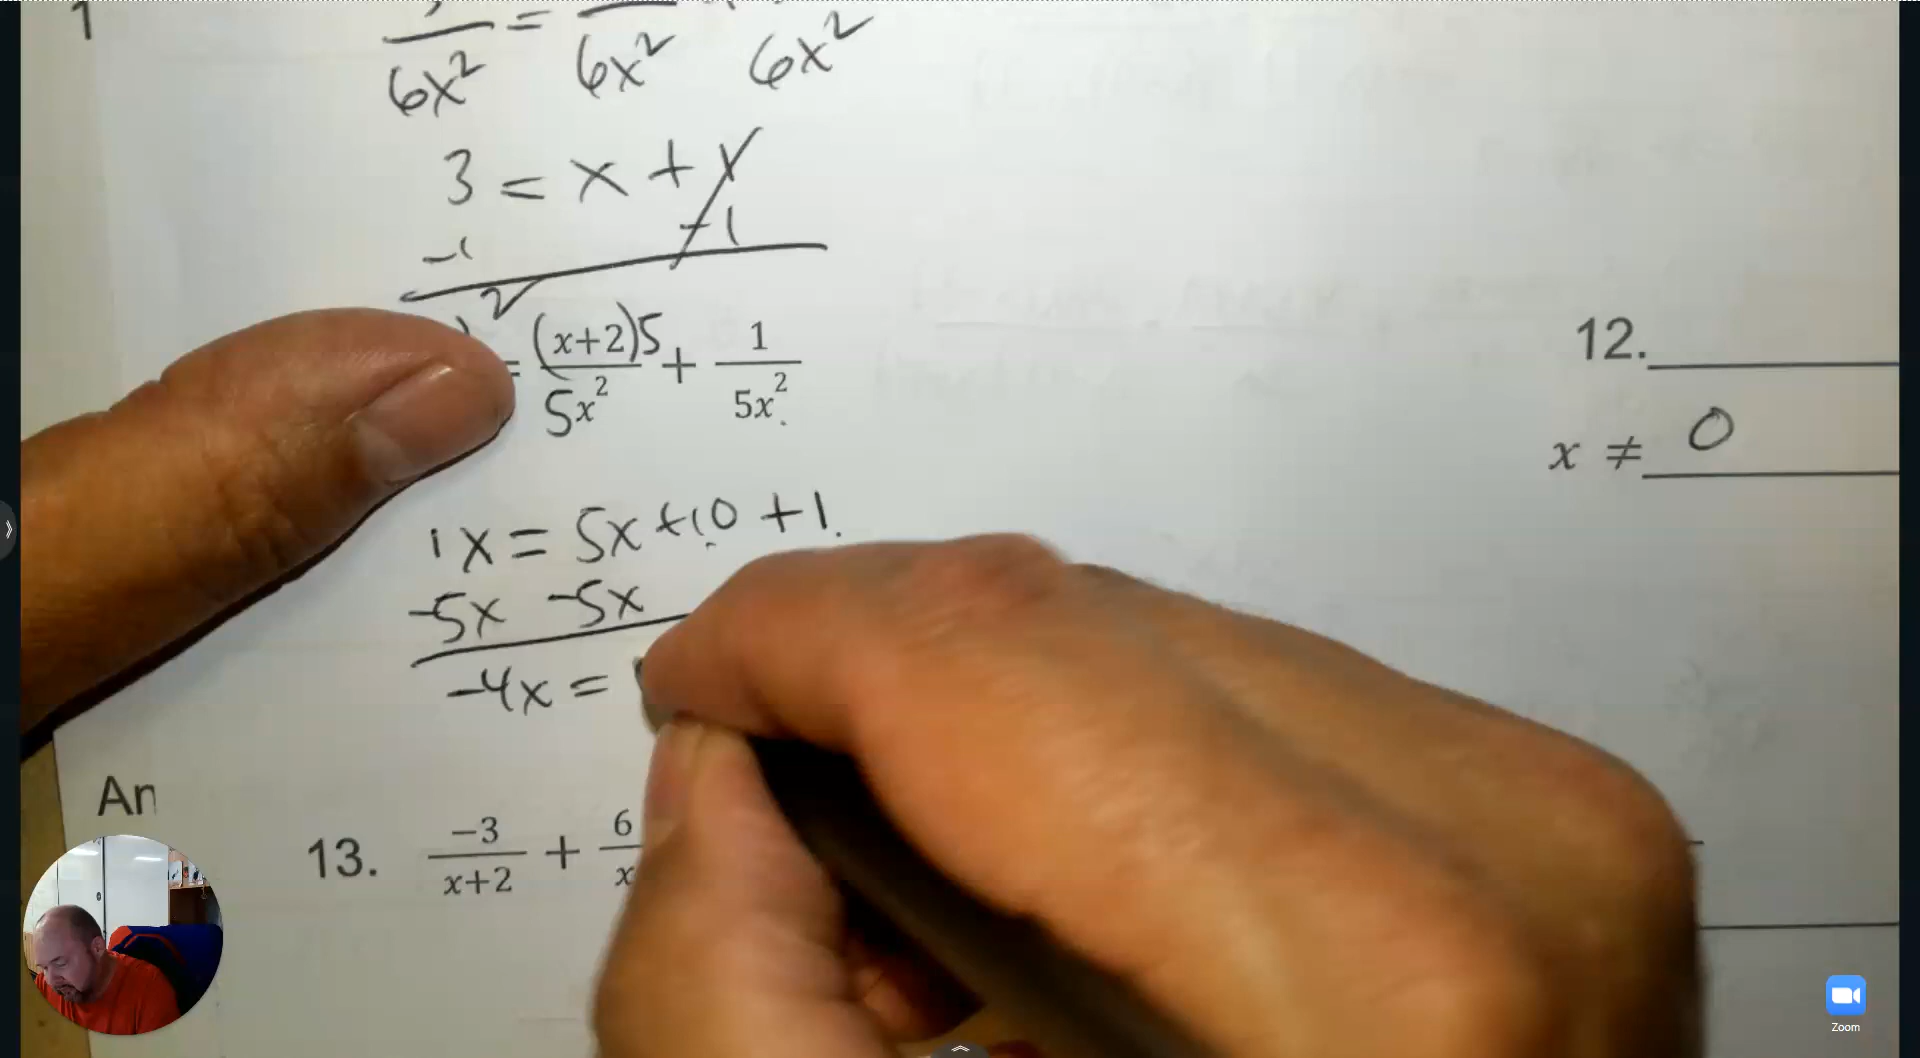 6x² = 6x² 6x²
3 = x + 1
-1 -1
= (x+2)5/5x² + 1/5x²
12.
x ≠ 0
1x = 5x + 10 + 1
-5x -5x
-4x =
An
13. -3/x+2 + 6/x
Zoom